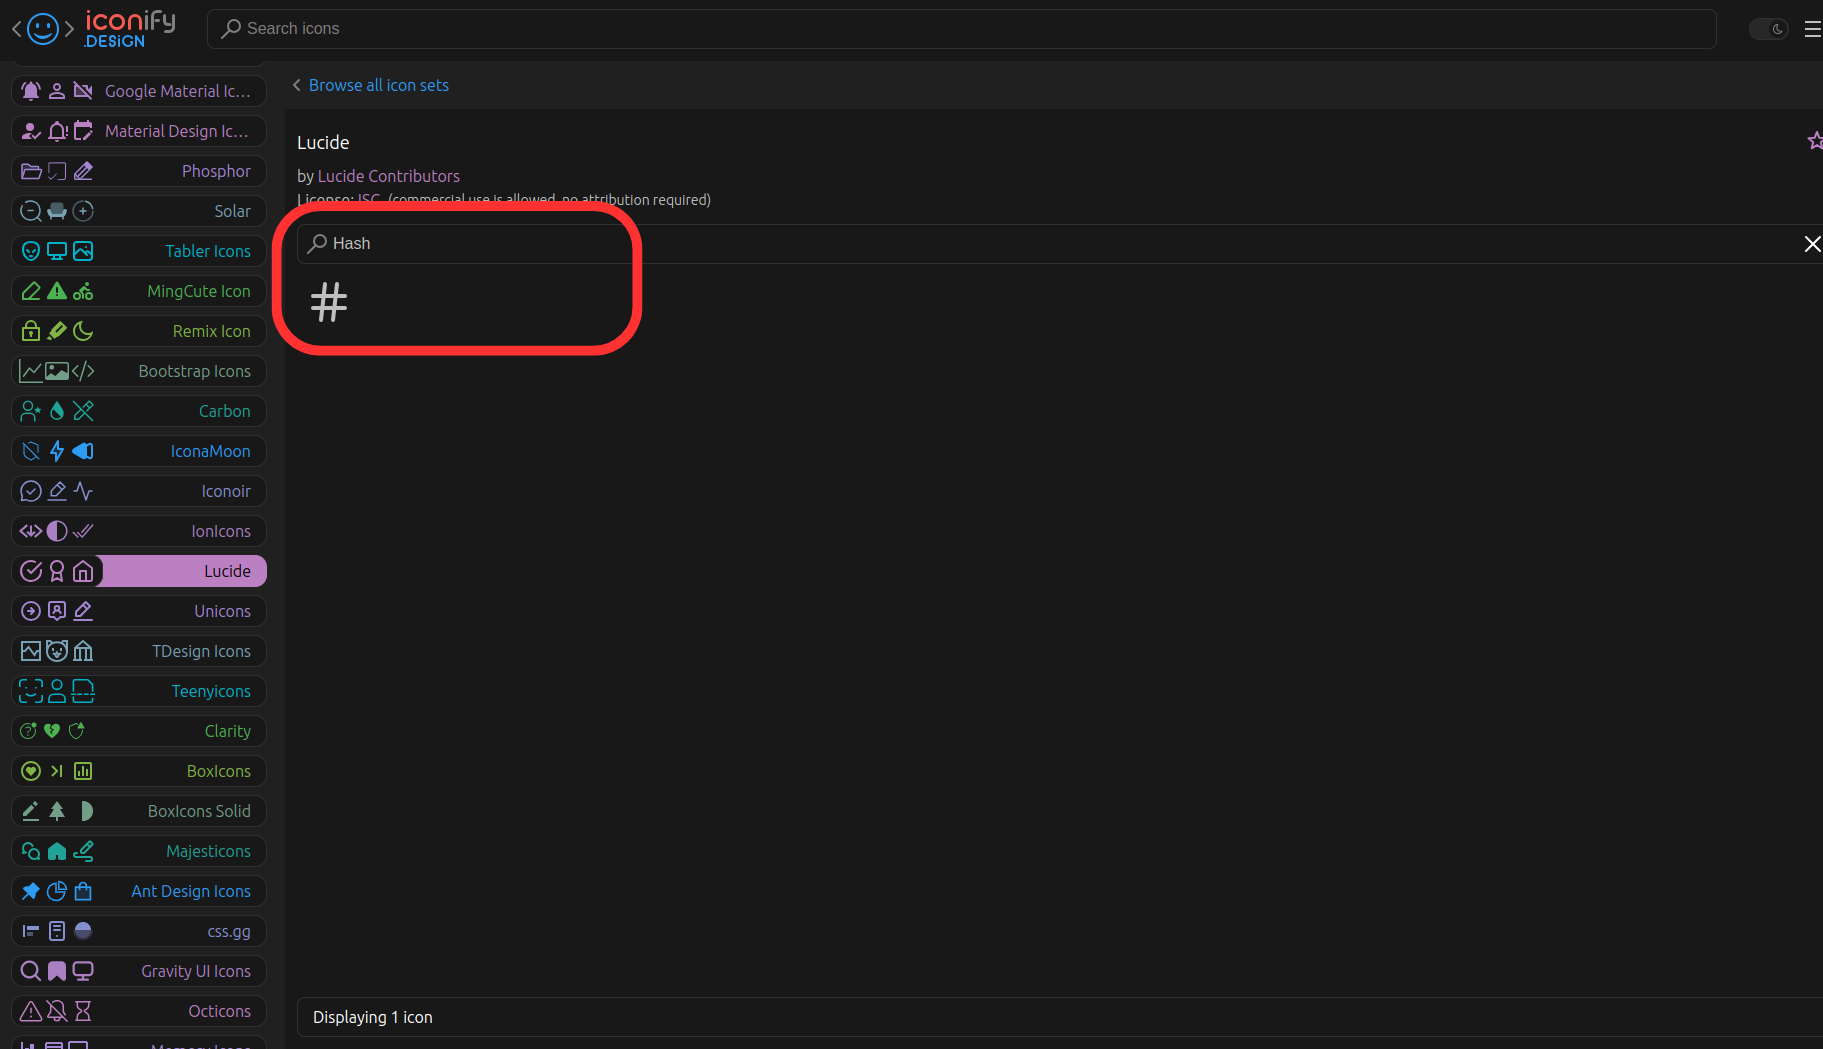 iconify
.DESIGN
Search icons
Google Material Ic...
Material Design Ic...
Phosphor
Solar
Tabler Icons
MingCute Icon
Remix Icon
Bootstrap Icons
Carbon
IconaMoon
Iconoir
IonIcons
Lucide
Unicons
TDesign Icons
Teenyicons
Clarity
BoxIcons
BoxIcons Solid
Majesticons
Ant Design Icons
css.gg
Gravity UI Icons
Octicons
Browse all icon sets
Lucide
by Lucide Contributors
License: ISC (commercial use is allowed, no attribution required)
Hash
#
Displaying 1 icon